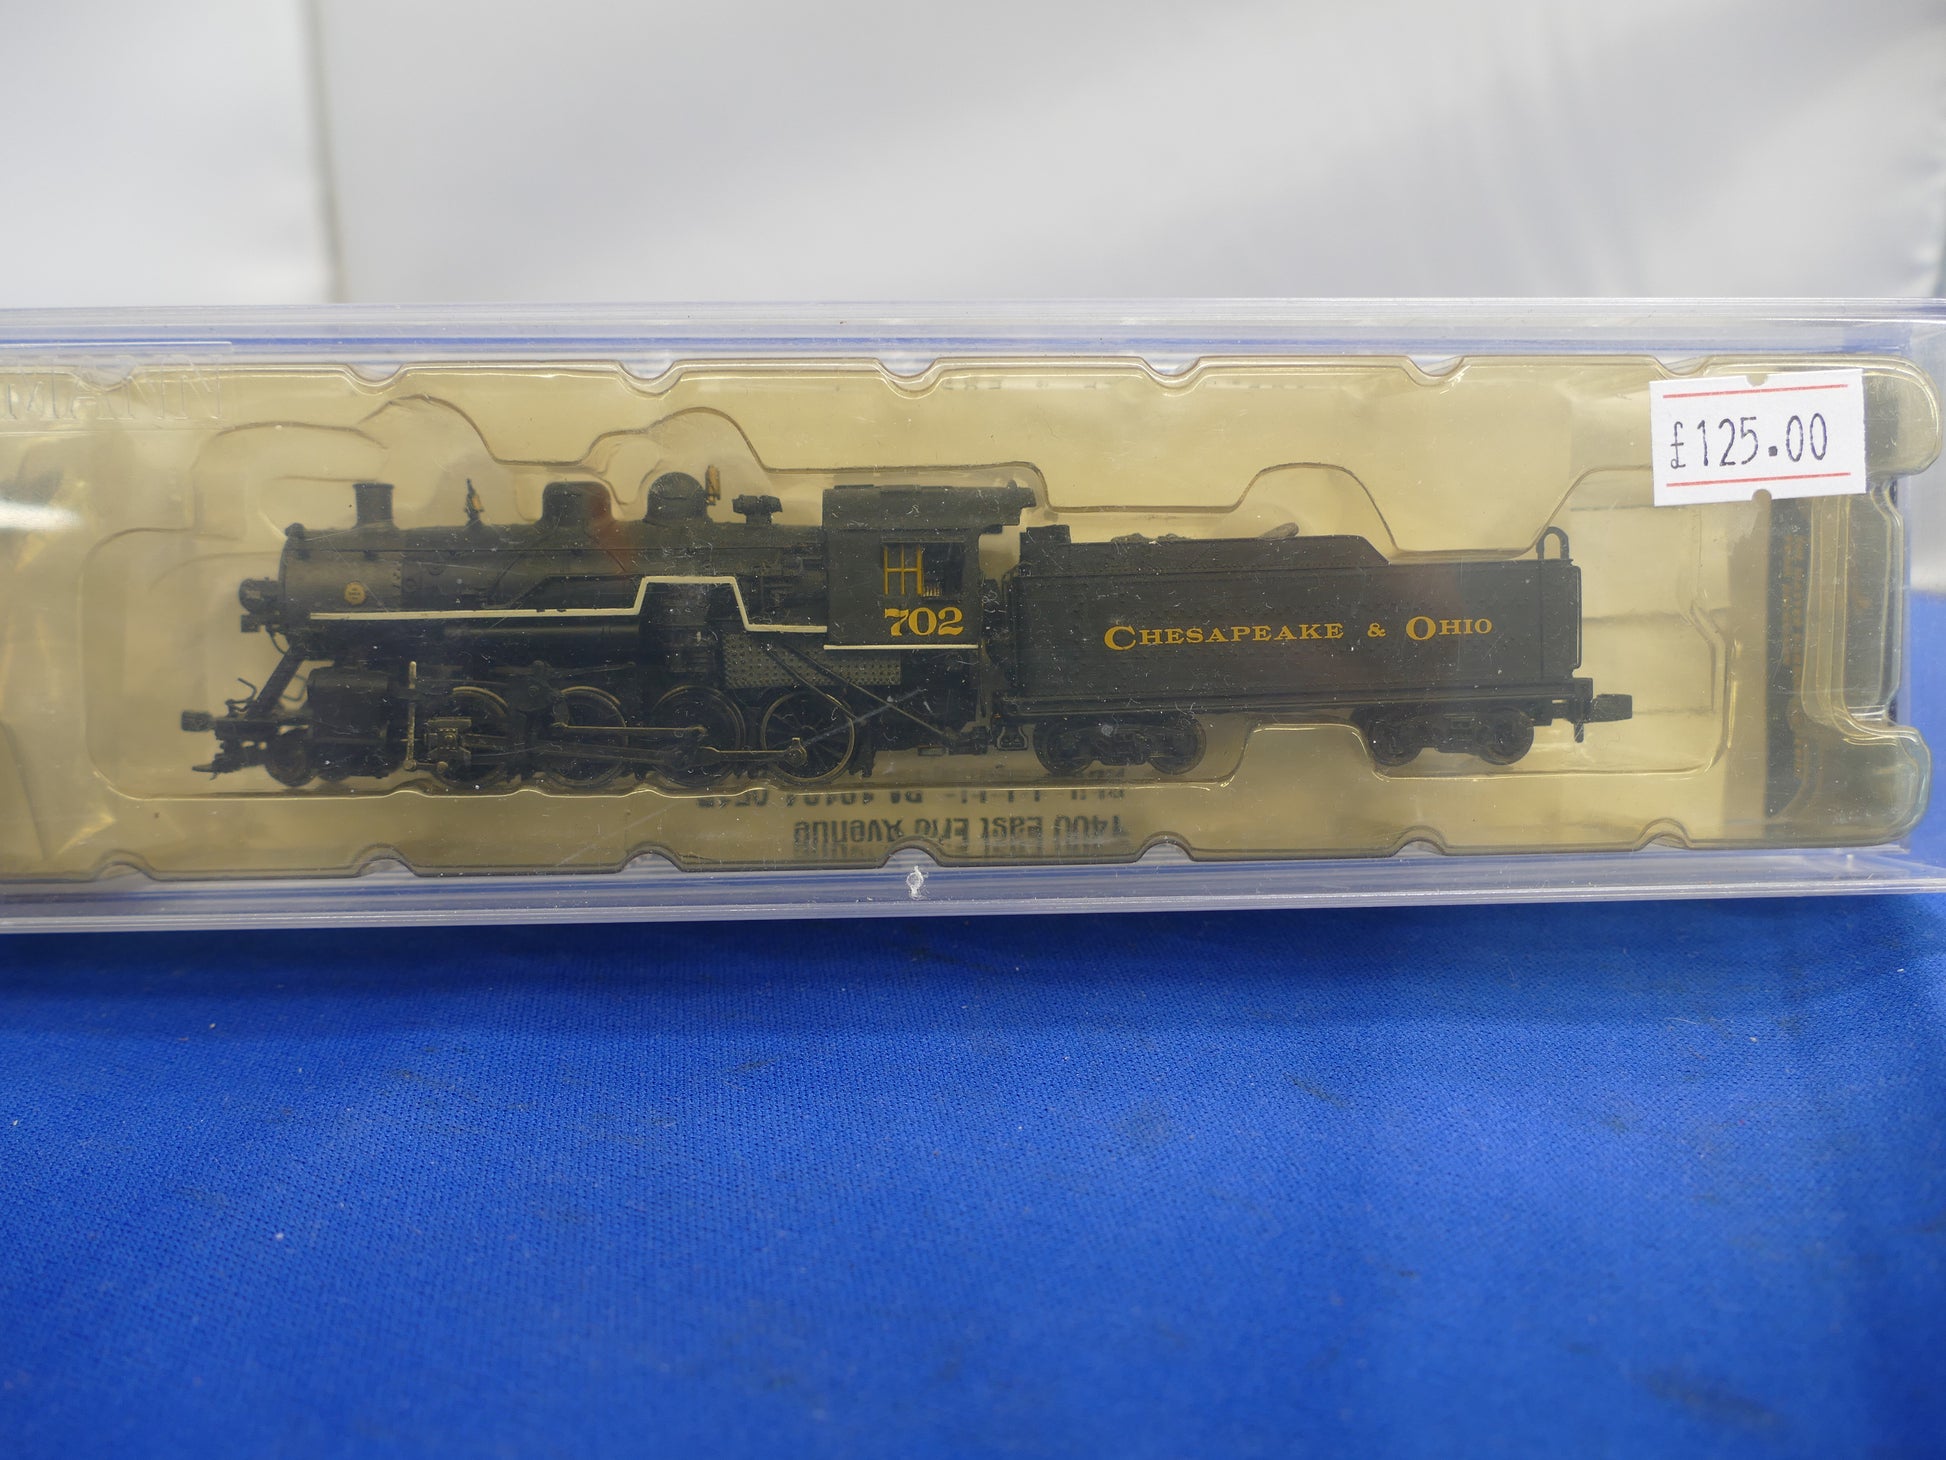 £125.00
702
CHESAPEAKE & OHIO
1400 East Erie Avenue